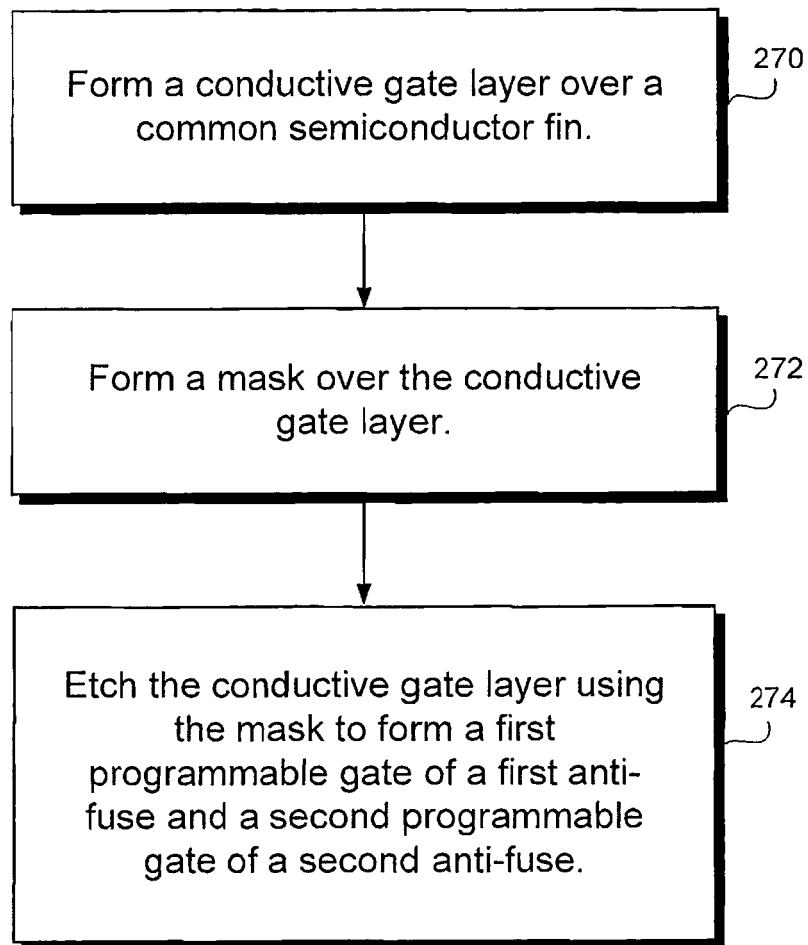 Form a conductive gate layer over a
common semiconductor fin.
270
Form a mask over the conductive
gate layer.
272
Etch the conductive gate layer using
the mask to form a first
programmable gate of a first anti-
fuse and a second programmable
gate of a second anti-fuse.
274